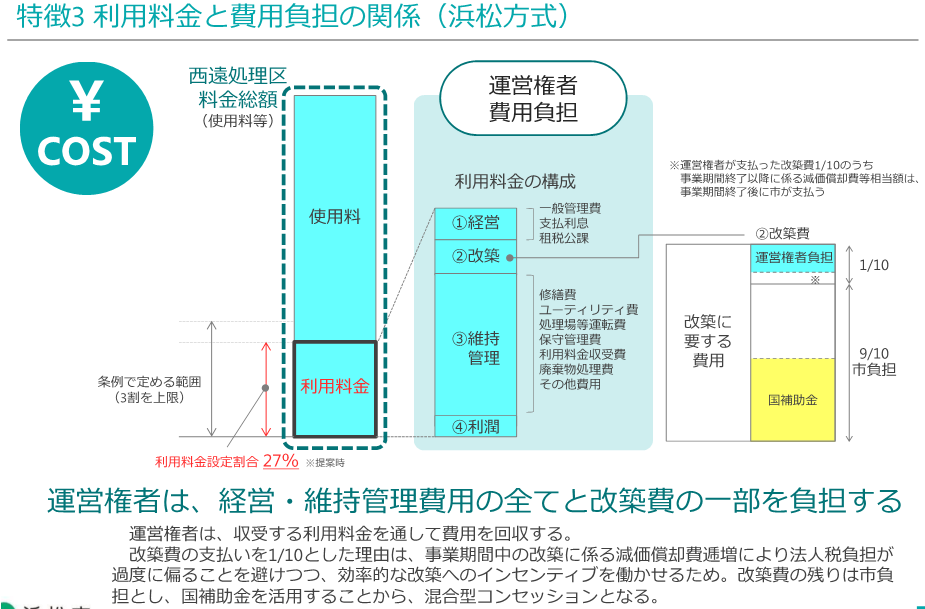 特徴3 利用料金と費用負担の関係（浜松方式）
¥
COST
西遠処理区
料金総額
（使用料等）
使用料
利用料金
条例で定める範囲
（3割を上限）
利用料金設定割合 27% ※提案時
運営権者
費用負担
利用料金の構成
①経営
一般管理費
支払利息
租税公課
②改築
③維持
管理
修繕費
ユーティリティ費
処理場等運転費
保守管理費
利用料金収受費
廃棄物処理費
その他費用
④利潤
※運営権者が支払った改築費1/10のうち
事業期間終了以降に係る減価償却費等相当額は、
事業期間終了後に市が支払う
②改築費
改築に
要する
費用
運営権者負担
※
1/10
9/10
市負担
国補助金
運営権者は、経営・維持管理費用の全てと改築費の一部を負担する
運営権者は、収受する利用料金を通して費用を回収する。
改築費の支払いを1/10とした理由は、事業期間中の改築に係る減価償却費逓増により法人税負担が
過度に偏ることを避けつつ、効率的な改築へのインセンティブを働かせるため。改築費の残りは市負
担とし、国補助金を活用することから、混合型コンセッションとなる。